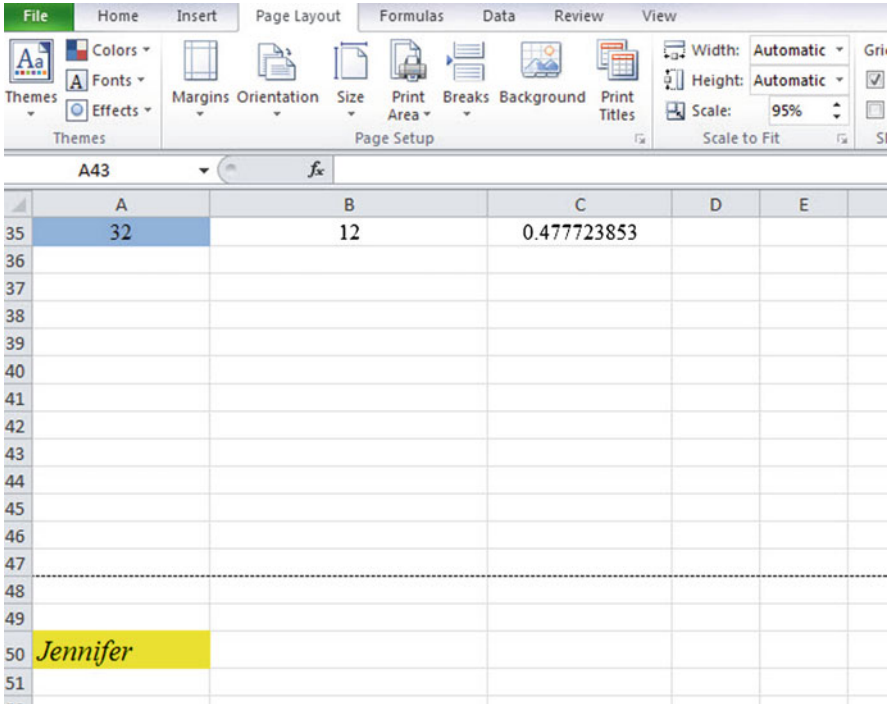 File Home Insert Page Layout Formulas Data Review View
Aa Colors Width: Automatic
A Fonts Height: Automatic
Themes Effects Margins Orientation Size Print Area Breaks Background Print Titles Scale: 95%
Themes Page Setup Scale to Fit
A43 fx
A B C D E
35 32 12 0.477723853
36
37
38
39
40
41
42
43
44
45
46
47
48
49
50 Jennifer
51